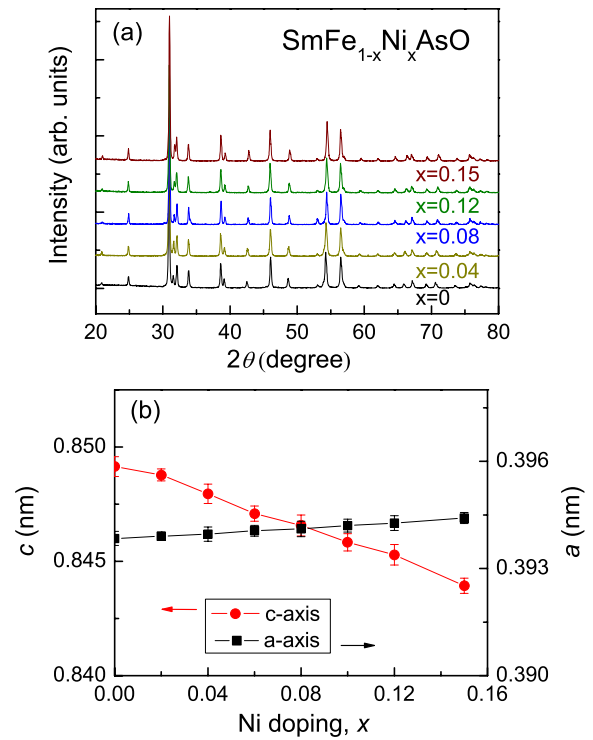 (a)
SmFe1-xNixAsO
Intensity (arb. units)
x=0.15
x=0.12
x=0.08
x=0.04
x=0
20 30 40 50 60 70 80
2θ (degree)
(b)
0.850
0.845
0.840
c (nm)
0.396
0.393
0.390
a (nm)
c-axis
a-axis
0.00 0.04 0.08 0.12 0.16
Ni doping, x